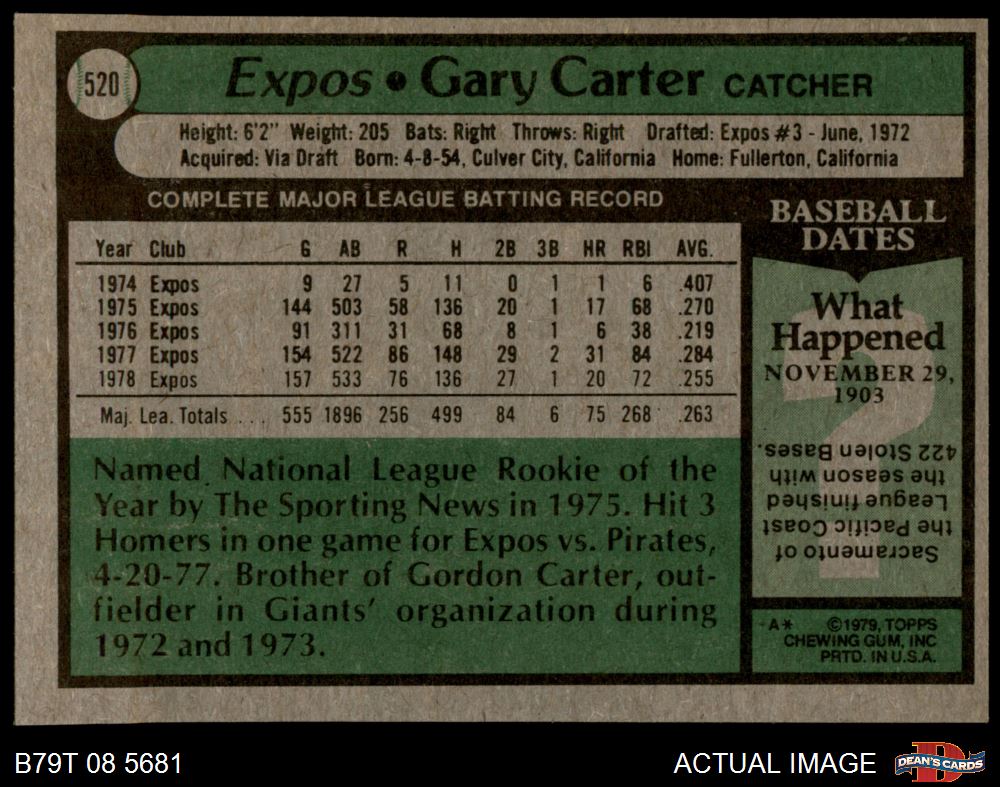 520
Expos • Gary Carter CATCHER
Height: 6'2" Weight: 205 Bats: Right Throws: Right Drafted: Expos #3 - June, 1972
Acquired: Via Draft Born: 4-8-54, Culver City, California Home: Fullerton, California
COMPLETE MAJOR LEAGUE BATTING RECORD
Year Club G AB R H 2B 3B HR RBI AVG.
1974 Expos 9 27 5 11 0 1 1 6 .407
1975 Expos 144 503 58 136 20 1 17 68 .270
1976 Expos 91 311 31 68 8 1 6 38 .219
1977 Expos 154 522 86 148 29 2 31 84 .284
1978 Expos 157 533 76 136 27 1 20 72 .255
Maj. Lea. Totals . . . 555 1896 256 499 84 6 75 268 .263
Named National League Rookie of the
Year by The Sporting News in 1975. Hit 3
Homers in one game for Expos vs. Pirates,
4-20-77. Brother of Gordon Carter, out-
fielder in Giants' organization during
1972 and 1973.
BASEBALL
DATES
What
Happened
NOVEMBER 29,
1903
?
Sacramento of
the Pacific Coast
League finished
the season with
422 Stolen Bases.
A* ©1979, TOPPS
CHEWING GUM, INC
PRTD. IN U.S.A.
B79T 08 5681
ACTUAL IMAGE
D
DEAN'S CARDS